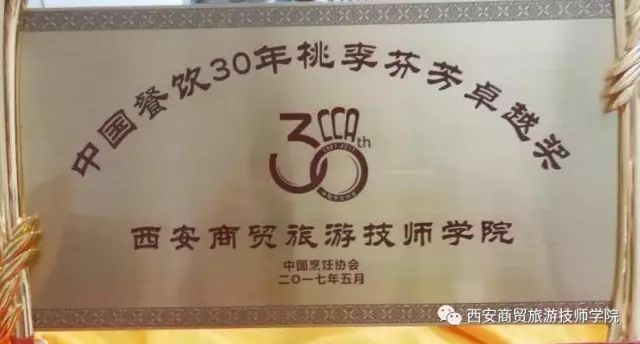 中国餐饮30年桃李芬芳卓越奖
CCA
30th
西安商贸旅游技师学院
中国烹饪协会
二〇一七年五月
西安商贸旅游技师学院